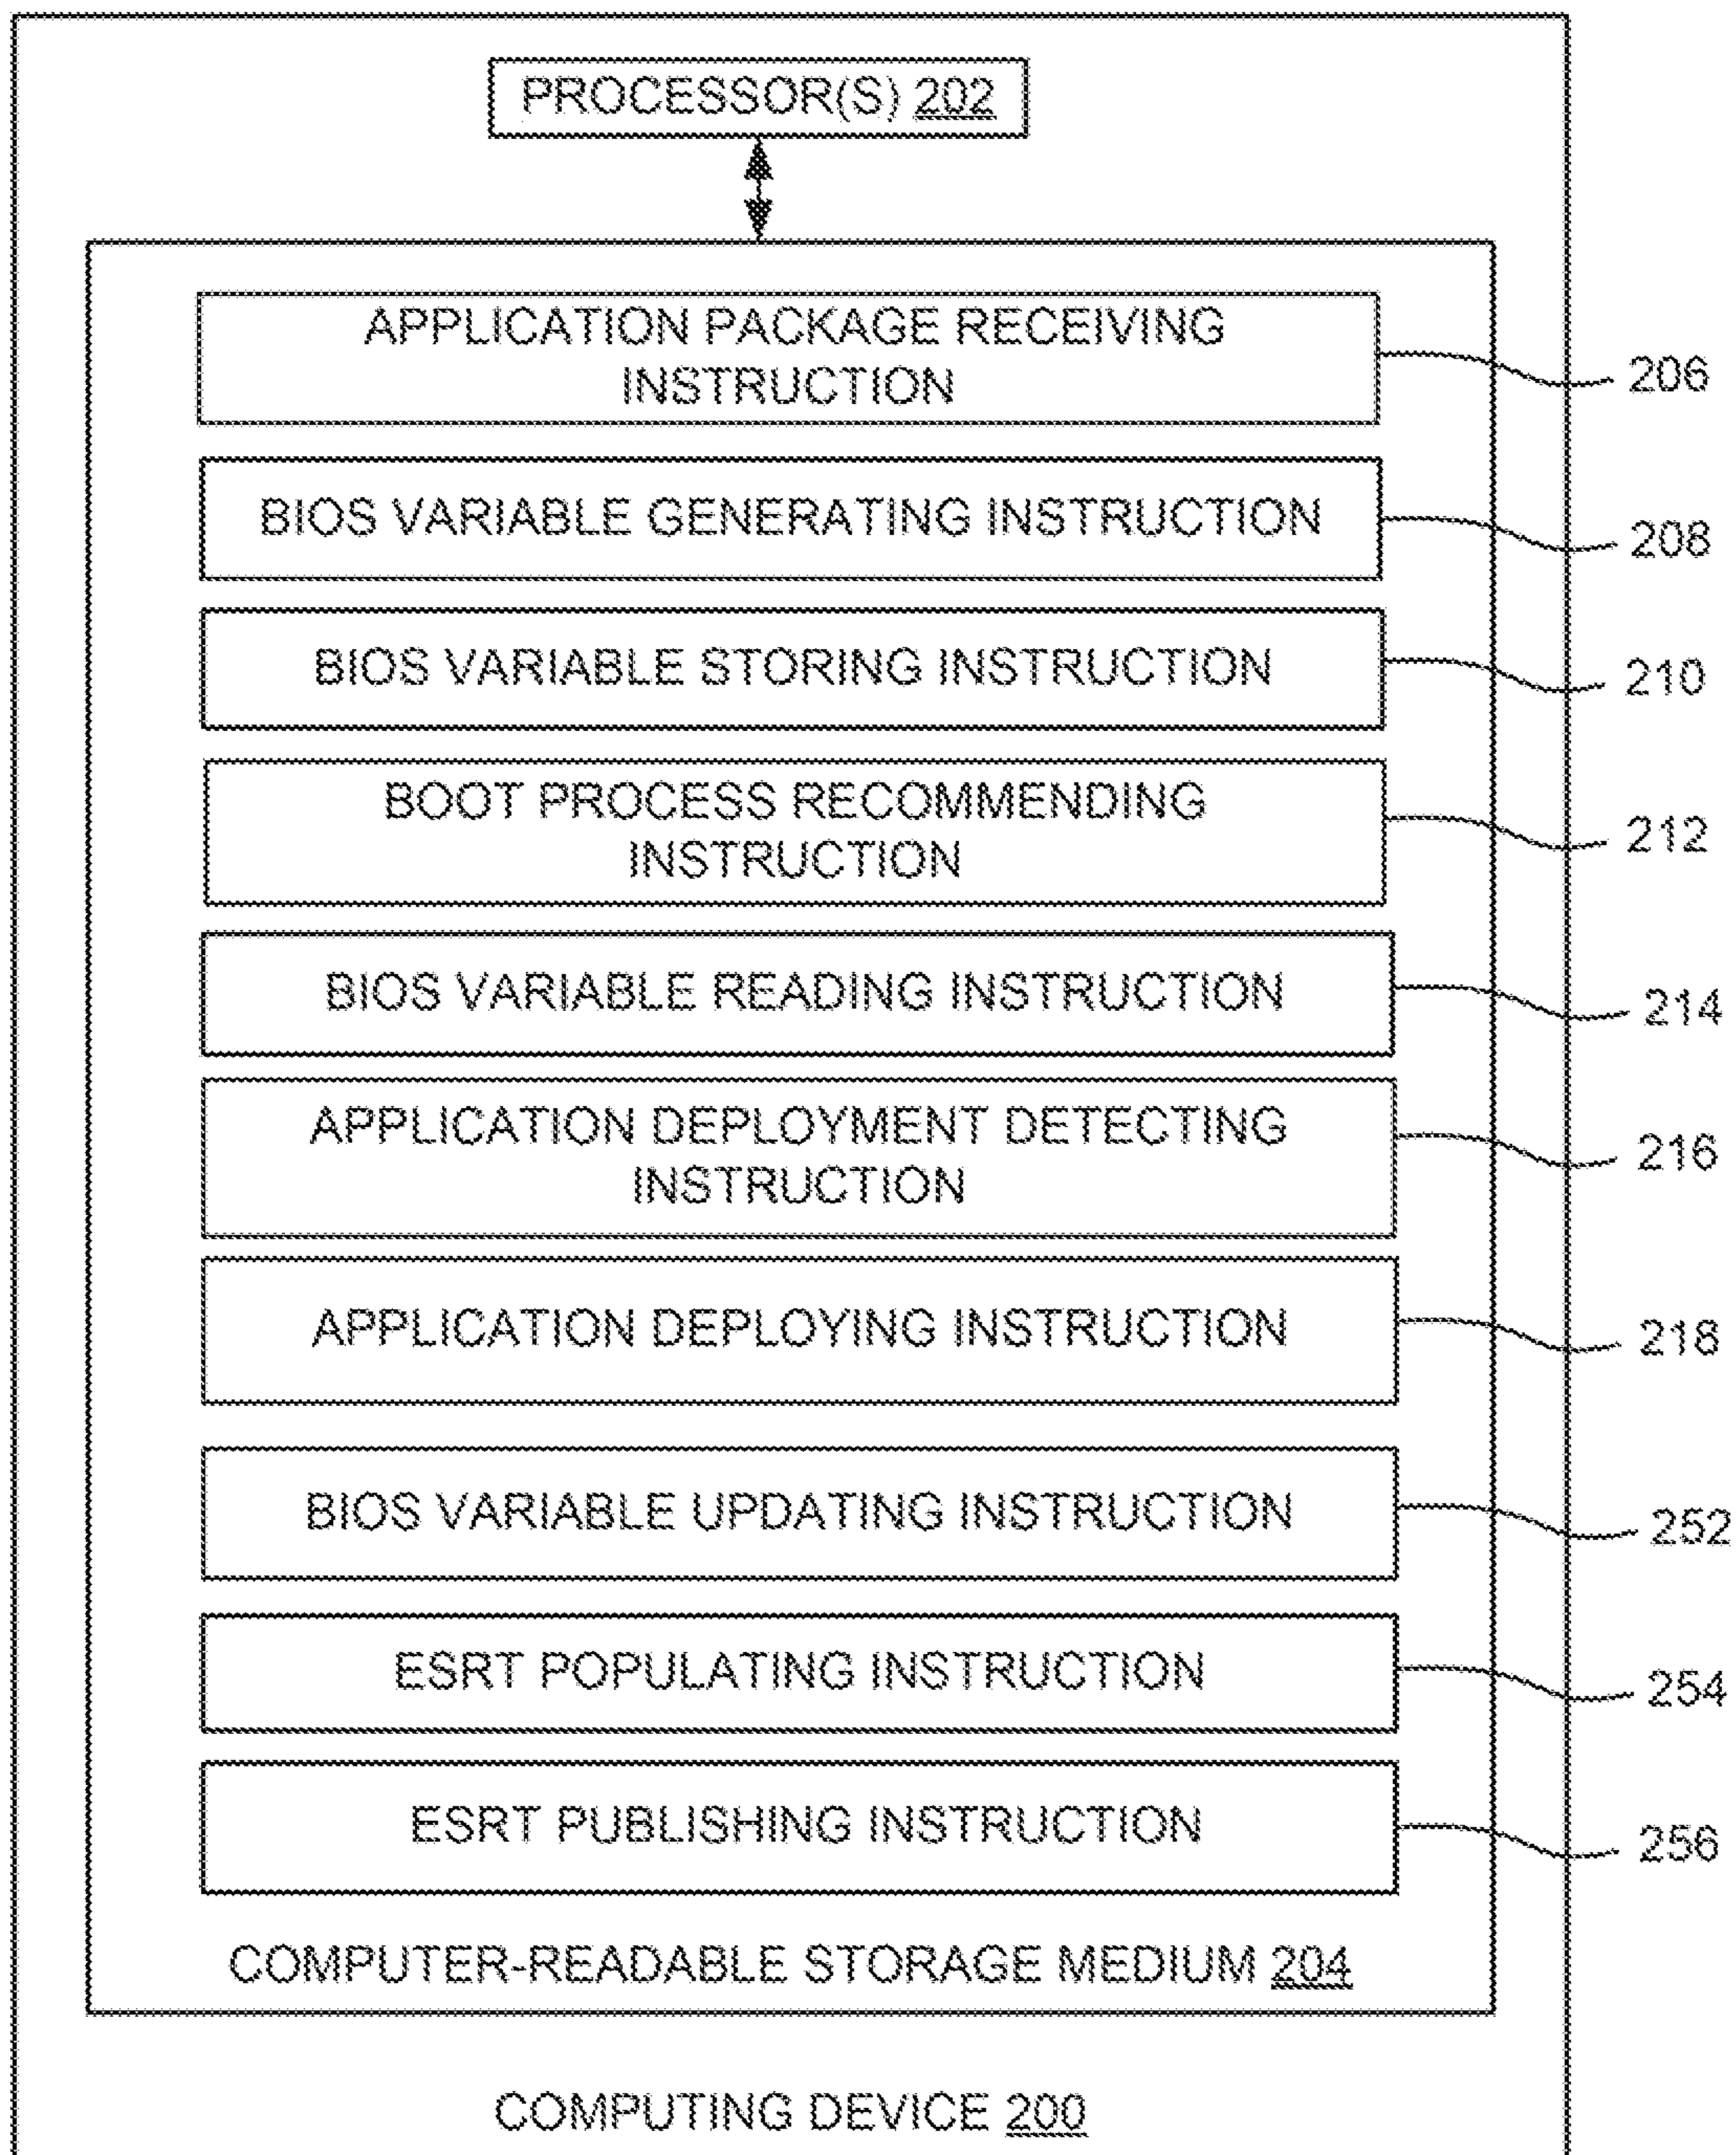 PROCESSOR(S) 202
APPLICATION PACKAGE RECEIVING
INSTRUCTION
206
BIOS VARIABLE GENERATING INSTRUCTION
208
BIOS VARIABLE STORING INSTRUCTION
210
BOOT PROCESS RECOMMENDING
INSTRUCTION
212
BIOS VARIABLE READING INSTRUCTION
214
APPLICATION DEPLOYMENT DETECTING
INSTRUCTION
216
APPLICATION DEPLOYING INSTRUCTION
218
BIOS VARIABLE UPDATING INSTRUCTION
252
ESRT POPULATING INSTRUCTION
254
ESRT PUBLISHING INSTRUCTION
256
COMPUTER-READABLE STORAGE MEDIUM 204
COMPUTING DEVICE 200